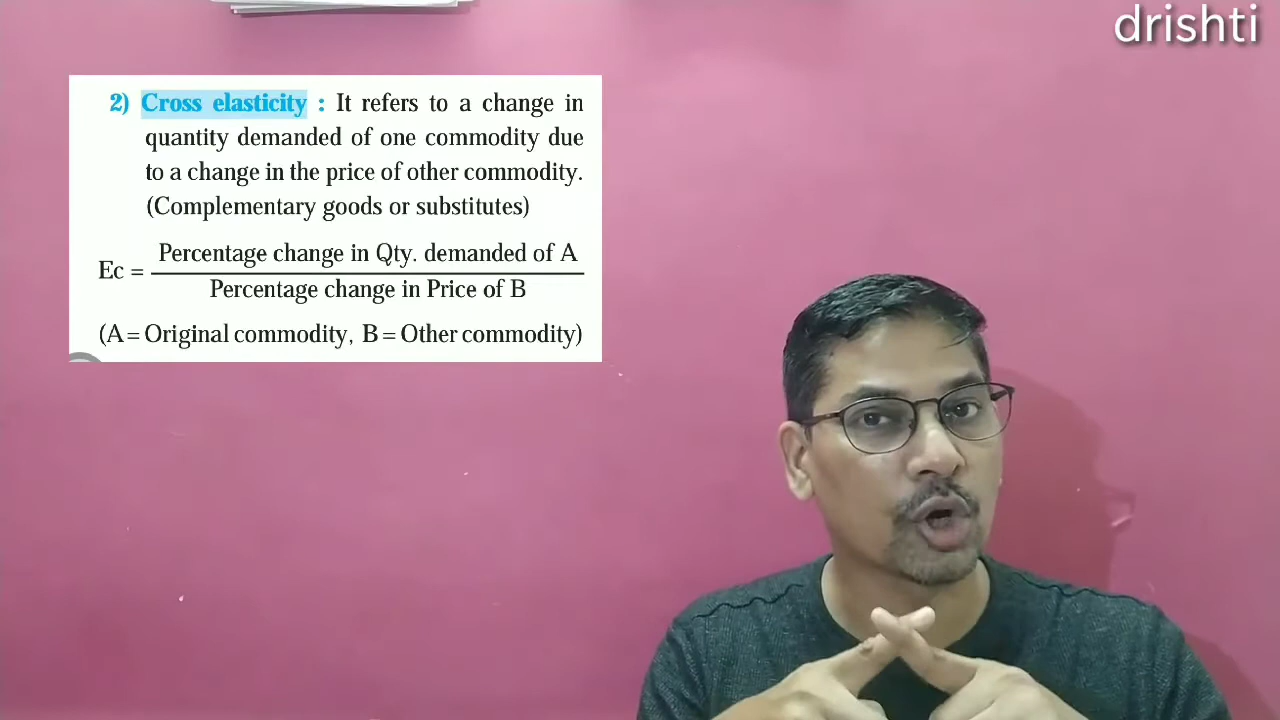 drishti
2) Cross elasticity : It refers to a change in
quantity demanded of one commodity due
to a change in the price of other commodity.
(Complementary goods or substitutes)
Ec = Percentage change in Qty. demanded of A
Percentage change in Price of B
(A = Original commodity, B = Other commodity)